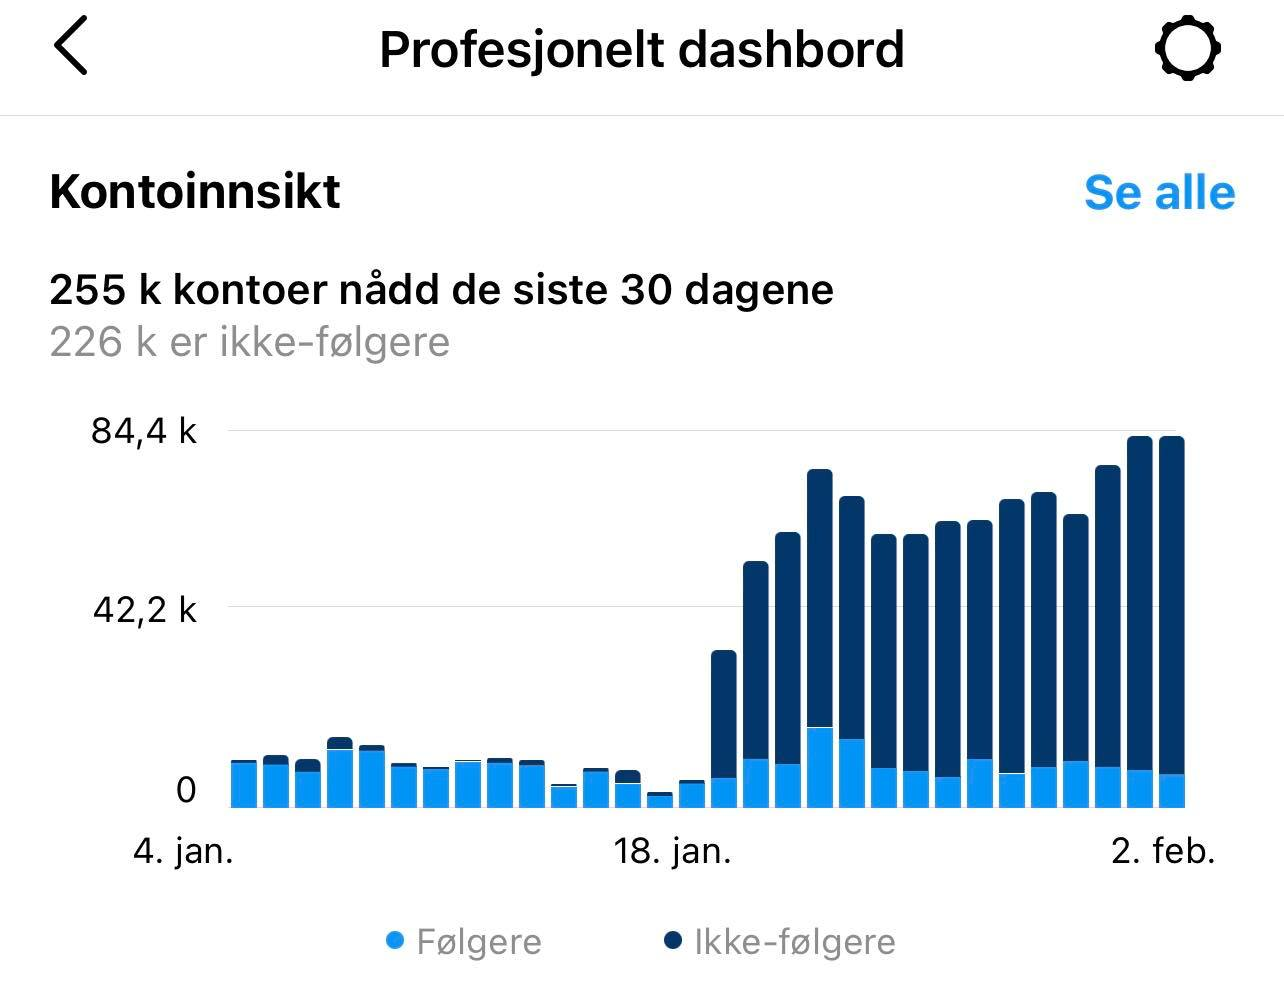 Profesjonelt dashbord
Kontoinnsikt
Se alle
255 k kontoer nådd de siste 30 dagene
226 k er ikke-følgere
84,4 k
42,2 k
0
4. jan.
18. jan.
2. feb.
Følgere
Ikke-følgere